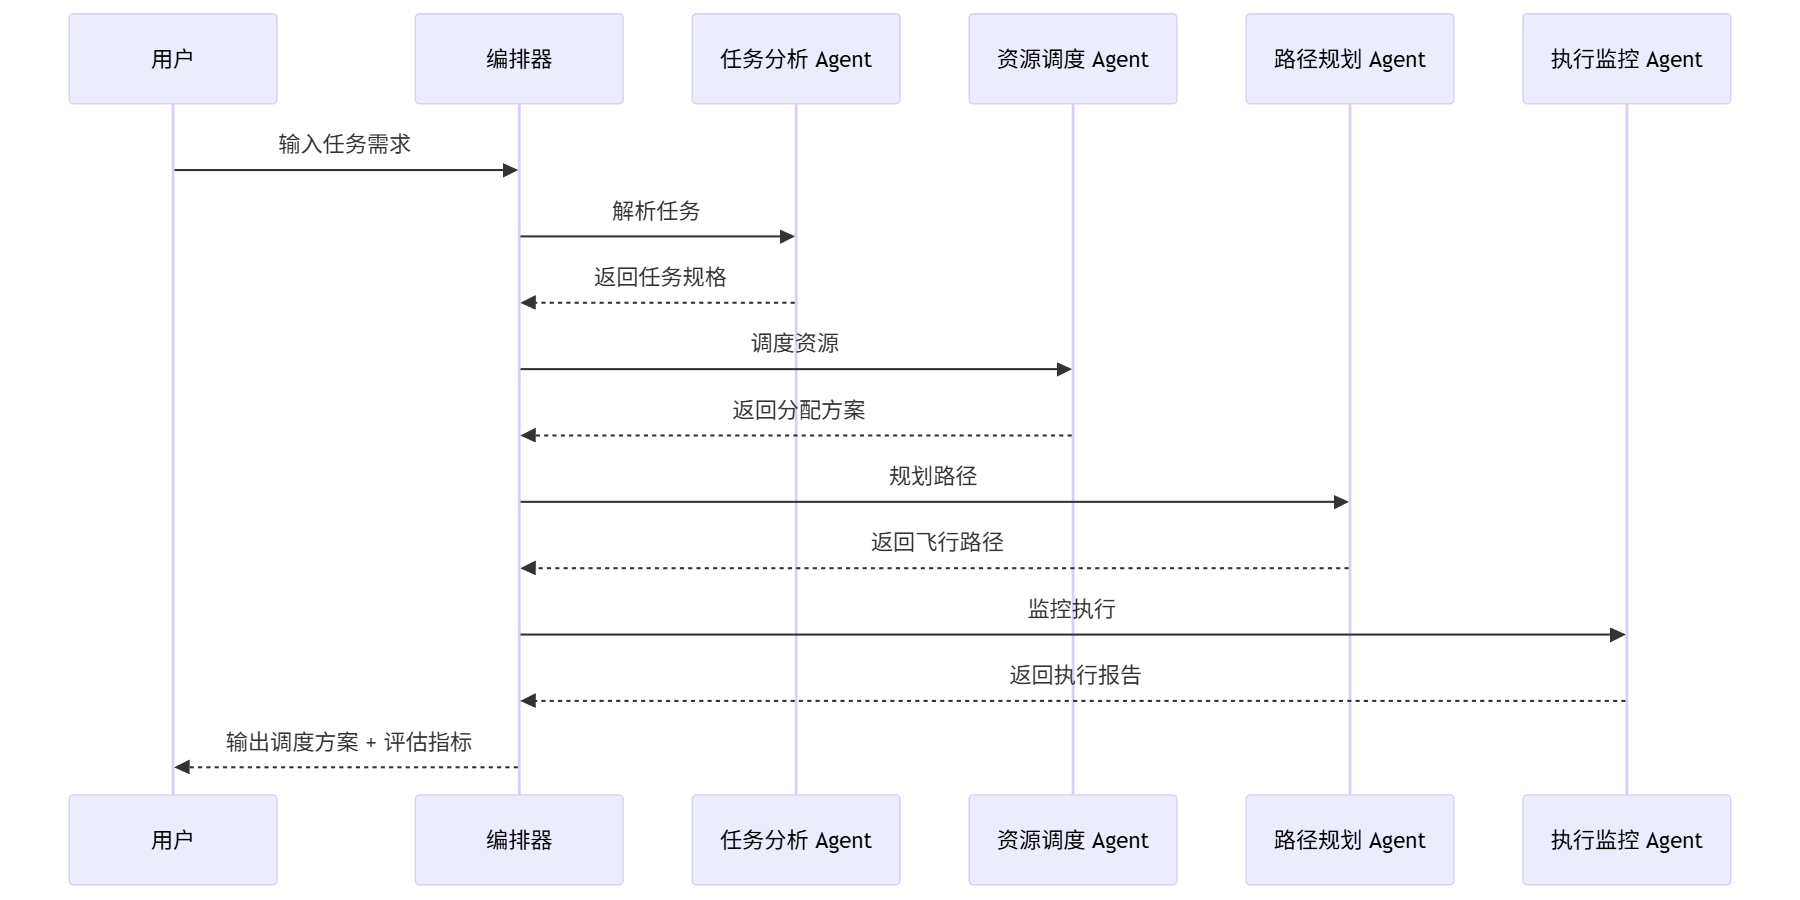 用户
编排器
任务分析 Agent
资源调度 Agent
路径规划 Agent
执行监控 Agent
输入任务需求
解析任务
返回任务规格
调度资源
返回分配方案
规划路径
返回飞行路径
监控执行
返回执行报告
输出调度方案 + 评估指标
用户
编排器
任务分析 Agent
资源调度 Agent
路径规划 Agent
执行监控 Agent